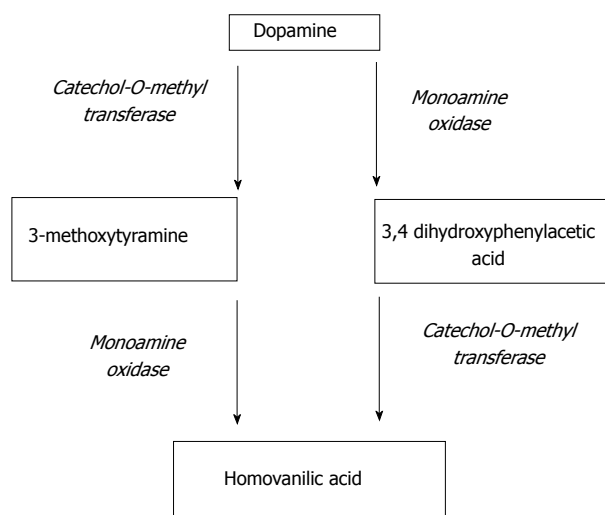 Dopamine
Catechol-O-methyl
transferase
Monoamine
oxidase
3-methoxytyramine
3,4 dihydroxyphenylacetic
acid
Monoamine
oxidase
Catechol-O-methyl
transferase
Homovanilic acid